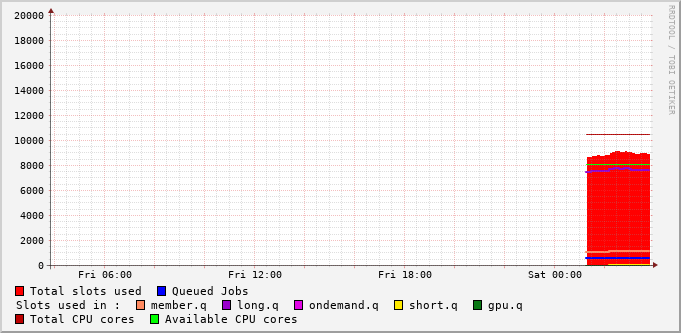 20000
18000
16000
14000
12000
10000
8000
6000
4000
2000
0
Fri 06:00 Fri 12:00 Fri 18:00 Sat 00:00
RRDTOOL / TOBI OETIKER
Total slots used Queued Jobs
Slots used in : member.q long.q ondemand.q short.q gpu.q
Total CPU cores Available CPU cores